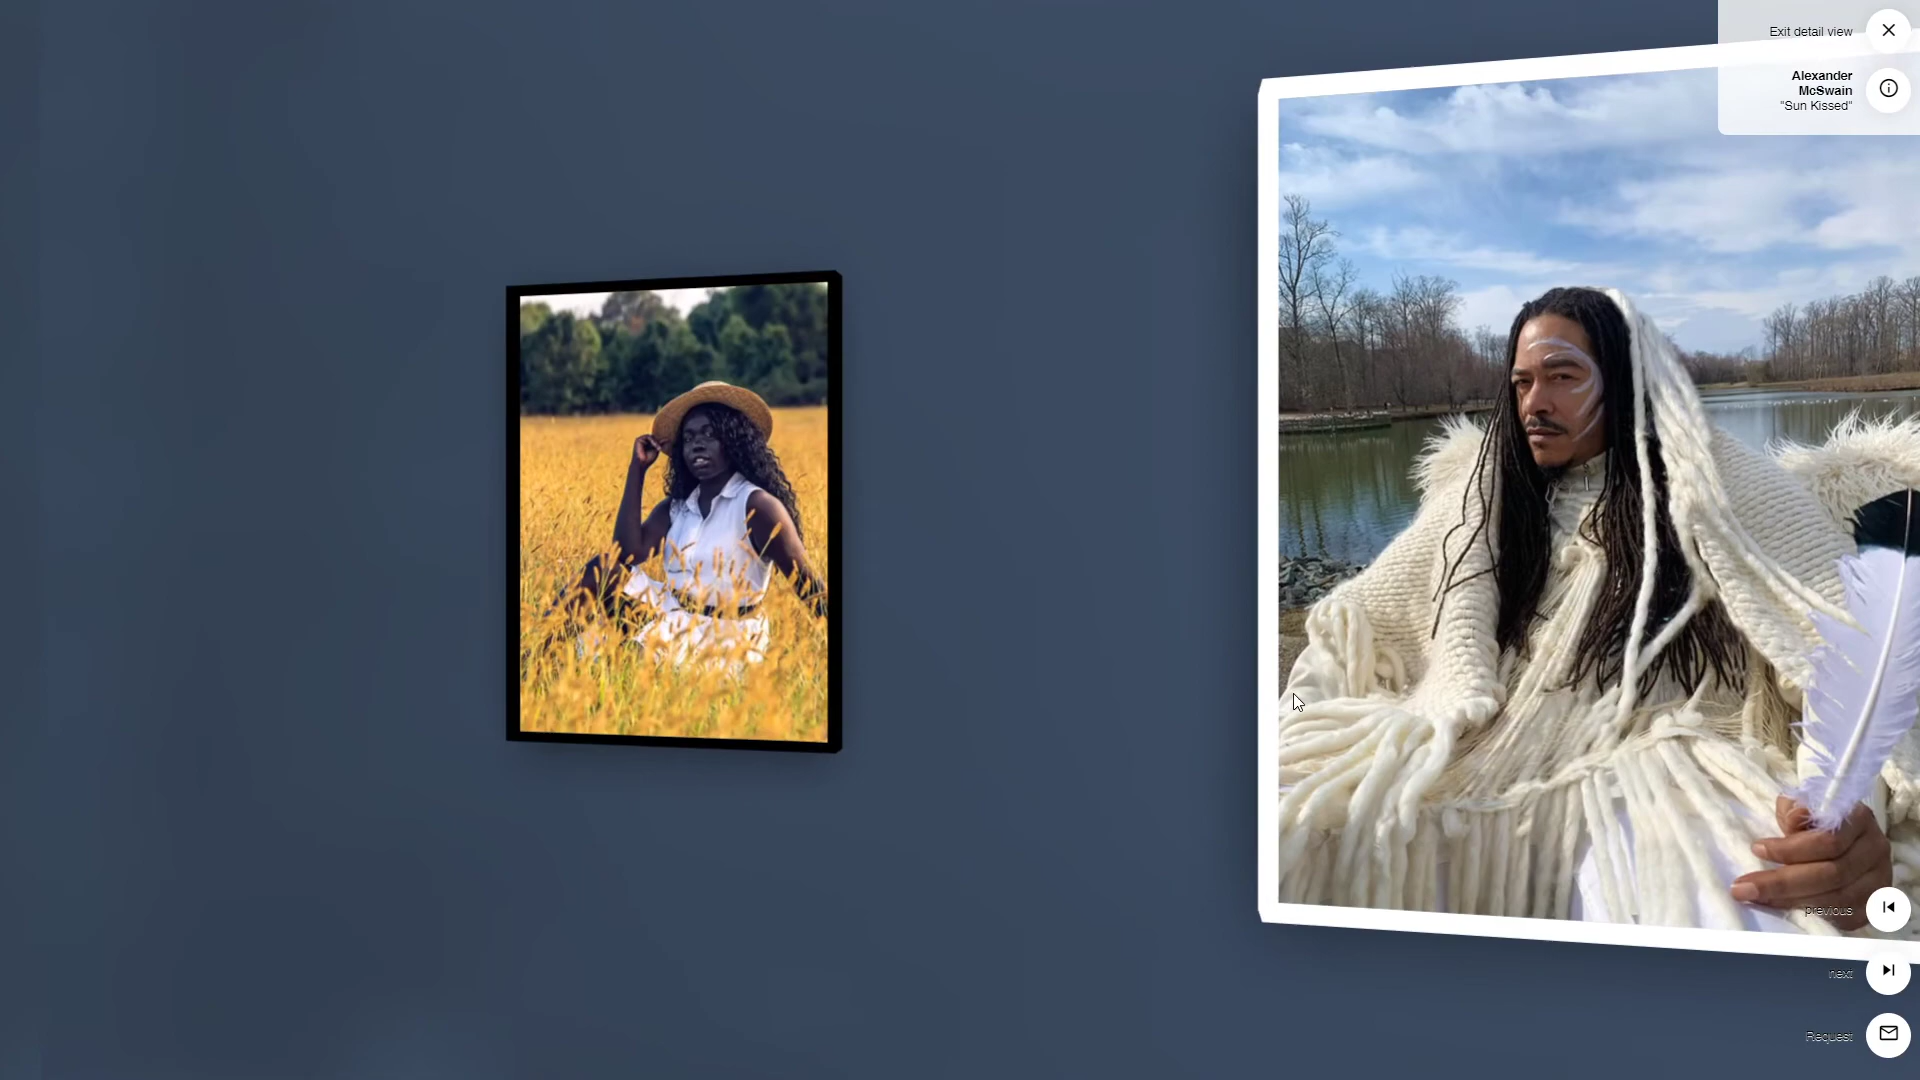 Exit detail view
Alexander
McSwain
"Sun Kissed"
previous
next
Request